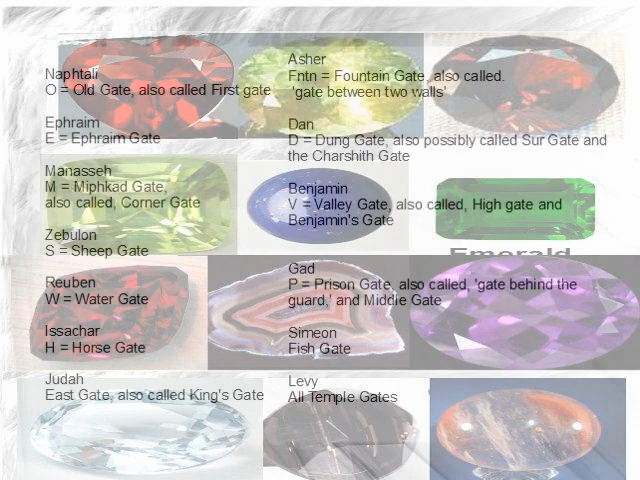 Naphtali
O = Old Gate, also called First gate
Ephraim
E = Ephraim Gate
Manasseh
M = Miphkad Gate,
also called, Corner Gate
Zebulon
S = Sheep Gate
Reuben
W = Water Gate
Issachar
H = Horse Gate
Judah
East Gate, also called King's Gate
Asher
Fntn = Fountain Gate, also called.
'gate between two walls'
Dan
D = Dung Gate, also possibly called Sur Gate and
the Charshith Gate
Benjamin
V = Valley Gate, also called, High gate and
Benjamin's Gate
Emerald
Gad
P = Prison Gate, also called, 'gate behind the
guard,' and Middle Gate
Simeon
Fish Gate
Levy
All Temple Gates